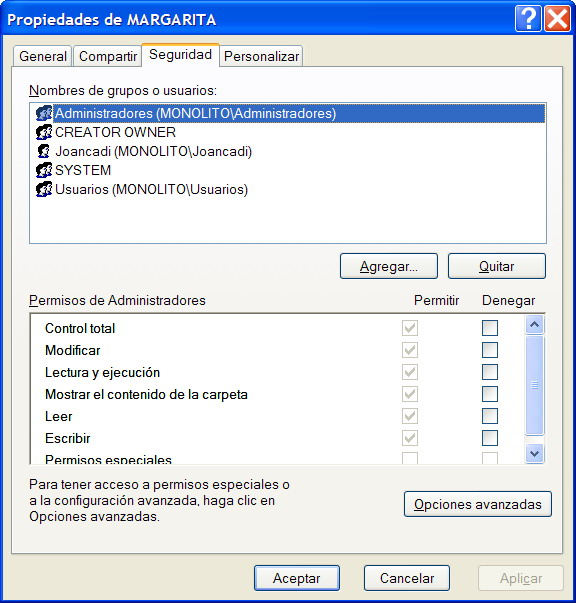 Propiedades de MARGARITA
General Compartir Seguridad Personalizar
Nombres de grupos o usuarios:
Administradores (MONOLITO\Administradores)
CREATOR OWNER
Joancadi (MONOLITO\Joancadi)
SYSTEM
Usuarios (MONOLITO\Usuarios)
Agregar... Quitar
Permisos de Administradores Permitir Denegar
Control total
Modificar
Lectura y ejecución
Mostrar el contenido de la carpeta
Leer
Escribir
Permisos especiales
Para tener acceso a permisos especiales o
a la configuración avanzada, haga clic en
Opciones avanzadas.
Opciones avanzadas
Aceptar Cancelar Aplicar